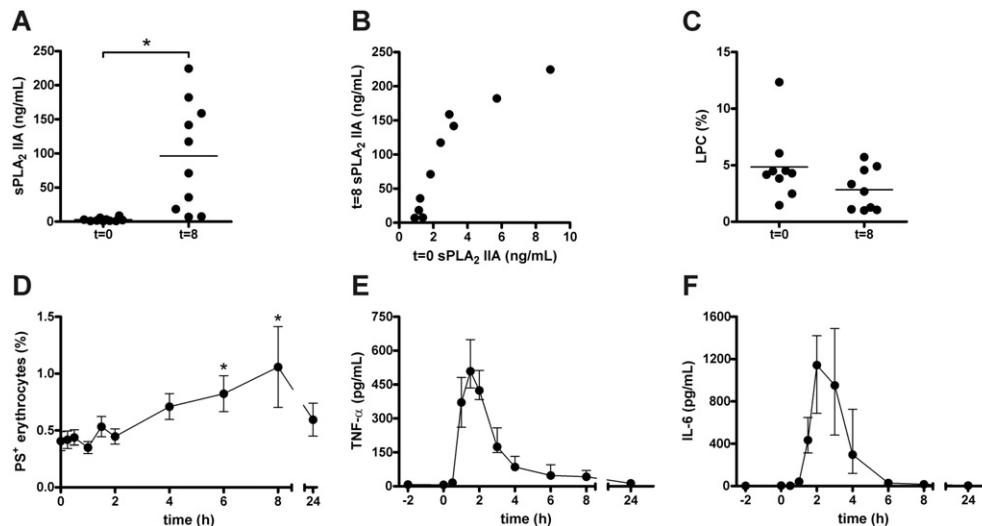 A
*
sPLA₂ IIA (ng/mL)
250
200
150
100
50
0
t=0 t=8
B
t=8 sPLA₂ IIA (ng/mL)
250
200
150
100
50
0
0 2 4 6 8 10
t=0 sPLA₂ IIA (ng/mL)
C
LPC (%)
15
10
5
0
t=0 t=8
D
PS⁺ erythrocytes (%)
1.5
1.0
0.5
0.0
* *
0 2 4 6 8 24
time (h)
E
TNF-α (pg/mL)
750
600
450
300
150
0
-2 0 2 4 6 8 24
time (h)
F
IL-6 (pg/mL)
1600
1200
800
400
0
-2 0 2 4 6 8 24
time (h)